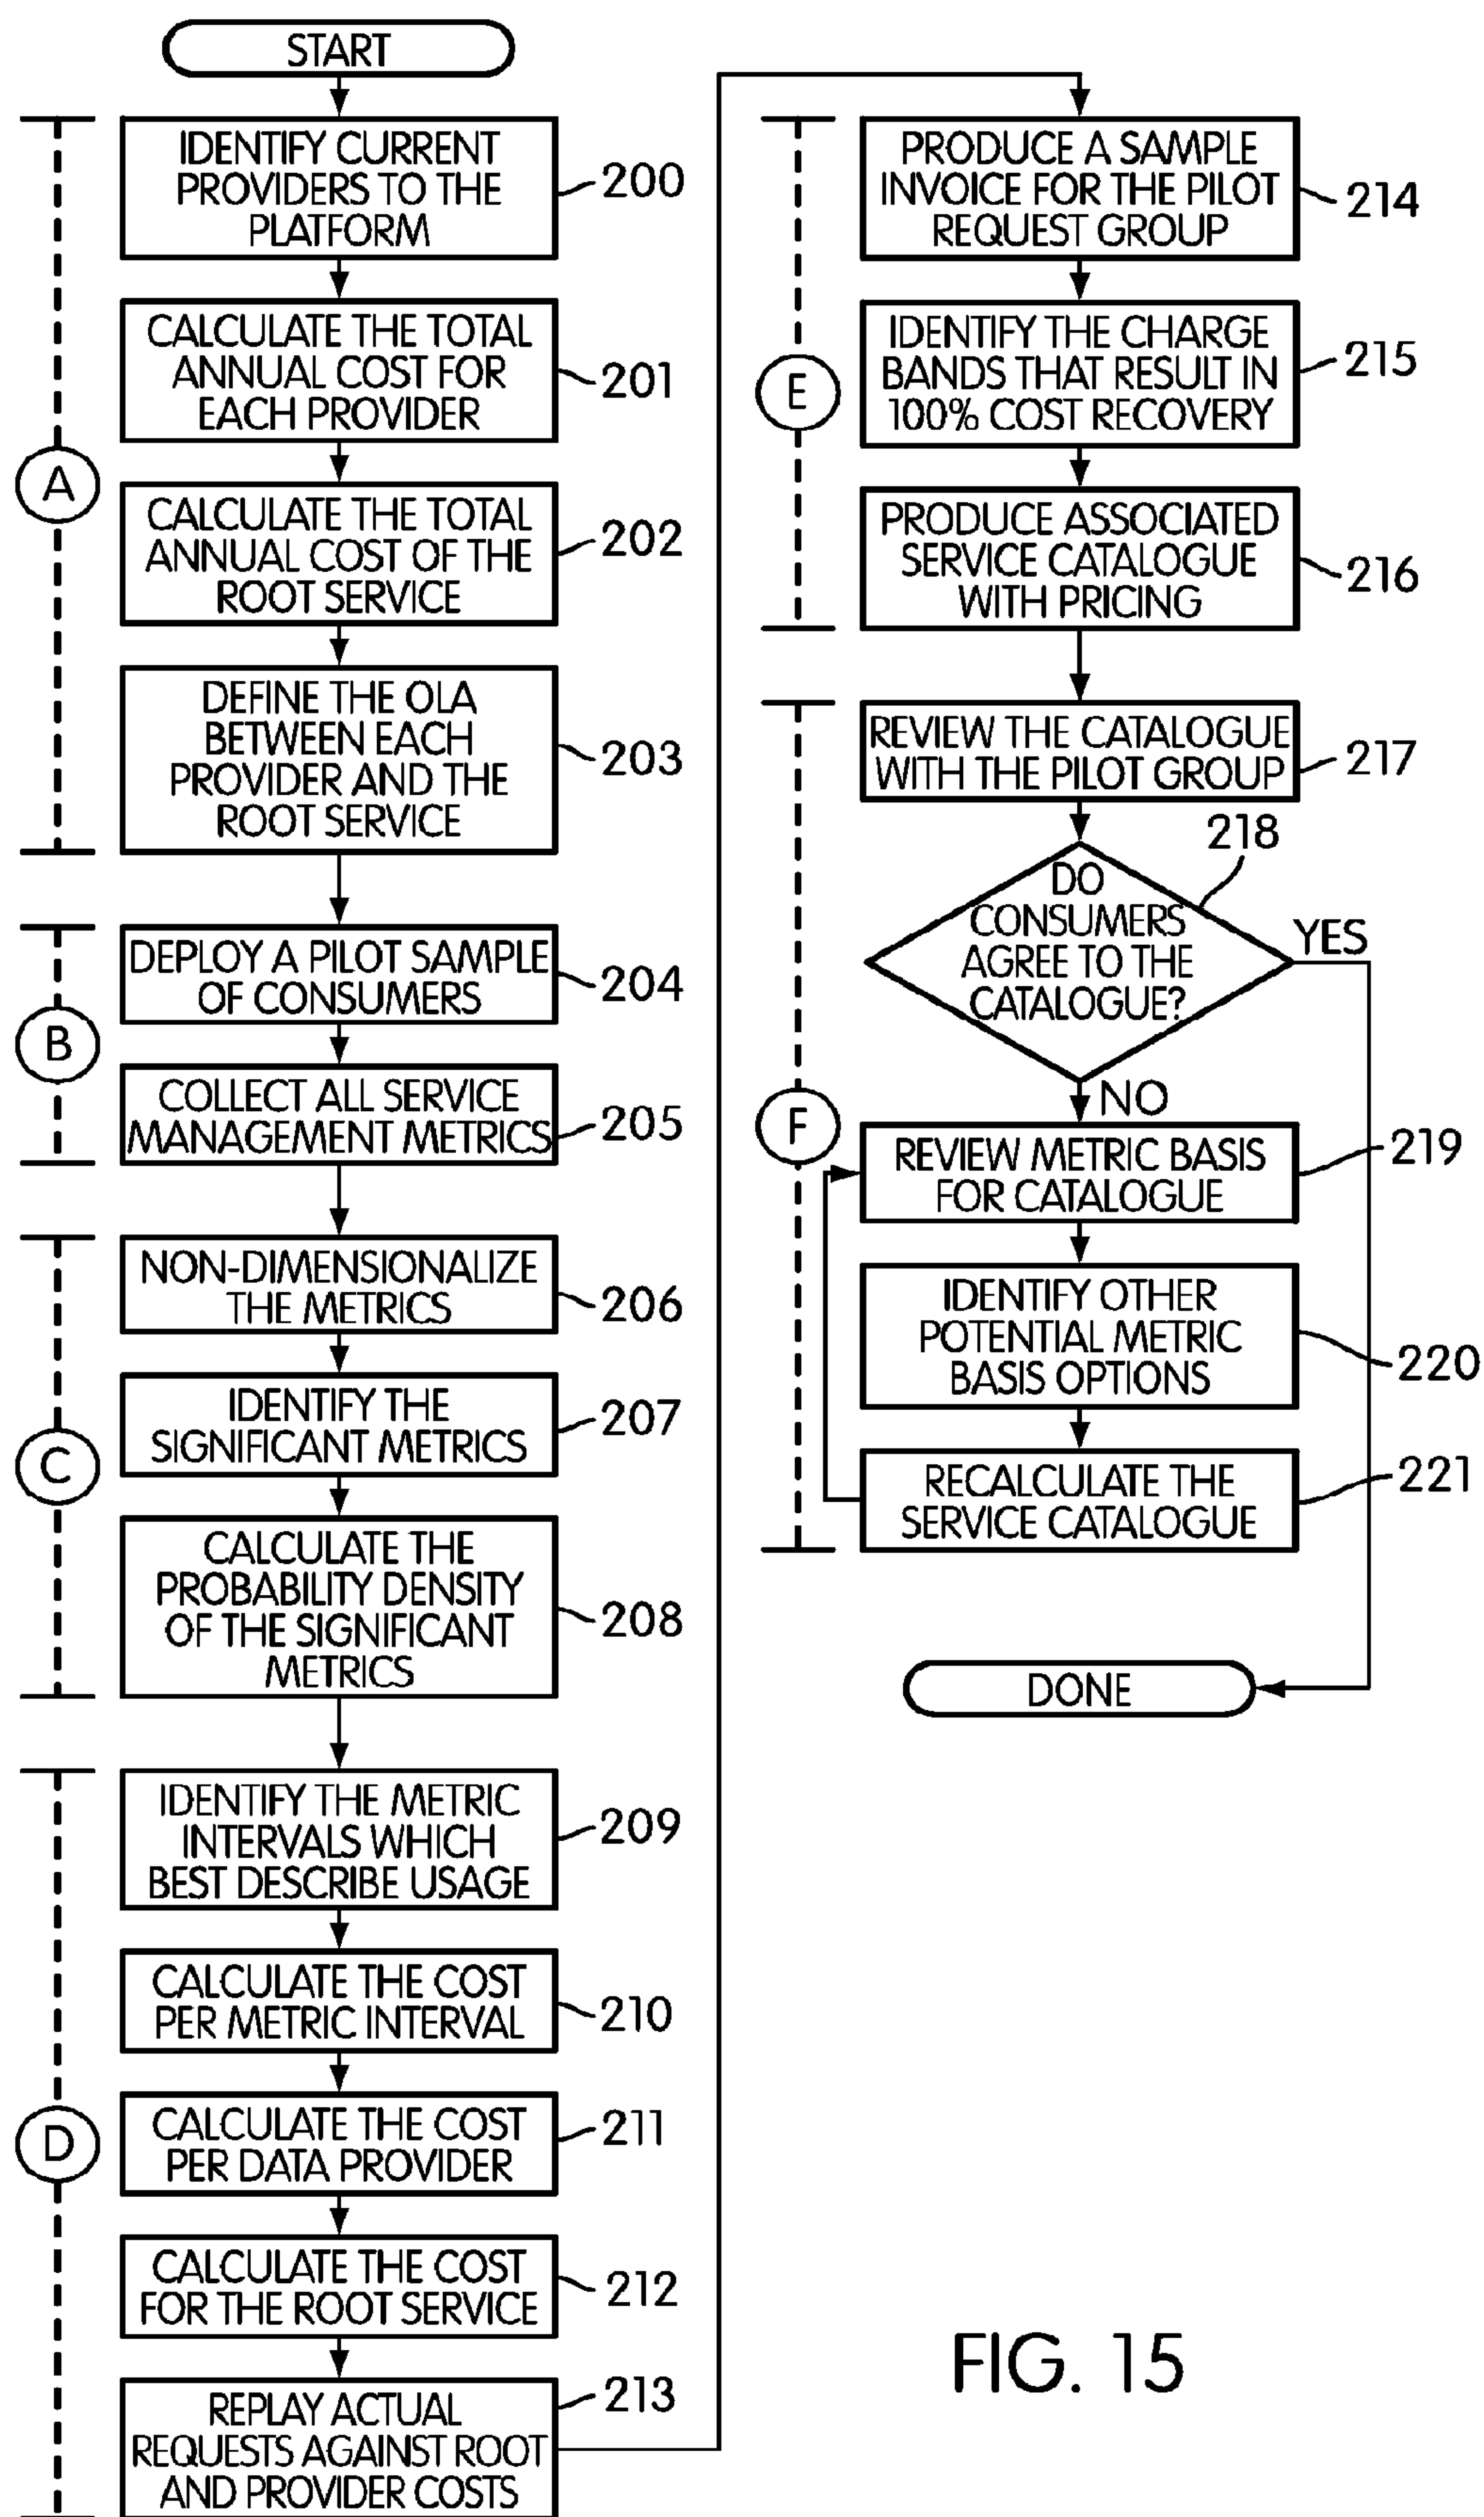 START
IDENTIFY CURRENT
PROVIDERS TO THE
PLATFORM
200
CALCULATE THE TOTAL
ANNUAL COST FOR
EACH PROVIDER
201
A
CALCULATE THE TOTAL
ANNUAL COST OF THE
ROOT SERVICE
202
DEFINE THE OLA
BETWEEN EACH
PROVIDER AND THE
ROOT SERVICE
203
DEPLOY A PILOT SAMPLE
OF CONSUMERS
204
B
COLLECT ALL SERVICE
MANAGEMENT METRICS
205
NON-DIMENSIONALIZE
THE METRICS
206
IDENTIFY THE
SIGNIFICANT METRICS
207
C
CALCULATE THE
PROBABILITY DENSITY
OF THE SIGNIFICANT
METRICS
208
IDENTIFY THE METRIC
INTERVALS WHICH
BEST DESCRIBE USAGE
209
CALCULATE THE COST
PER METRIC INTERVAL
210
D
CALCULATE THE COST
PER DATA PROVIDER
211
CALCULATE THE COST
FOR THE ROOT SERVICE
212
REPLAY ACTUAL
REQUESTS AGAINST ROOT
AND PROVIDER COSTS
213
PRODUCE A SAMPLE
INVOICE FOR THE PILOT
REQUEST GROUP
214
IDENTIFY THE CHARGE
BANDS THAT RESULT IN
100% COST RECOVERY
215
E
PRODUCE ASSOCIATED
SERVICE CATALOGUE
WITH PRICING
216
REVIEW THE CATALOGUE
WITH THE PILOT GROUP
217
218
DO
CONSUMERS
AGREE TO THE
CATALOGUE?
YES
NO
F
REVIEW METRIC BASIS
FOR CATALOGUE
219
IDENTIFY OTHER
POTENTIAL METRIC
BASIS OPTIONS
220
RECALCULATE THE
SERVICE CATALOGUE
221
DONE
FIG. 15